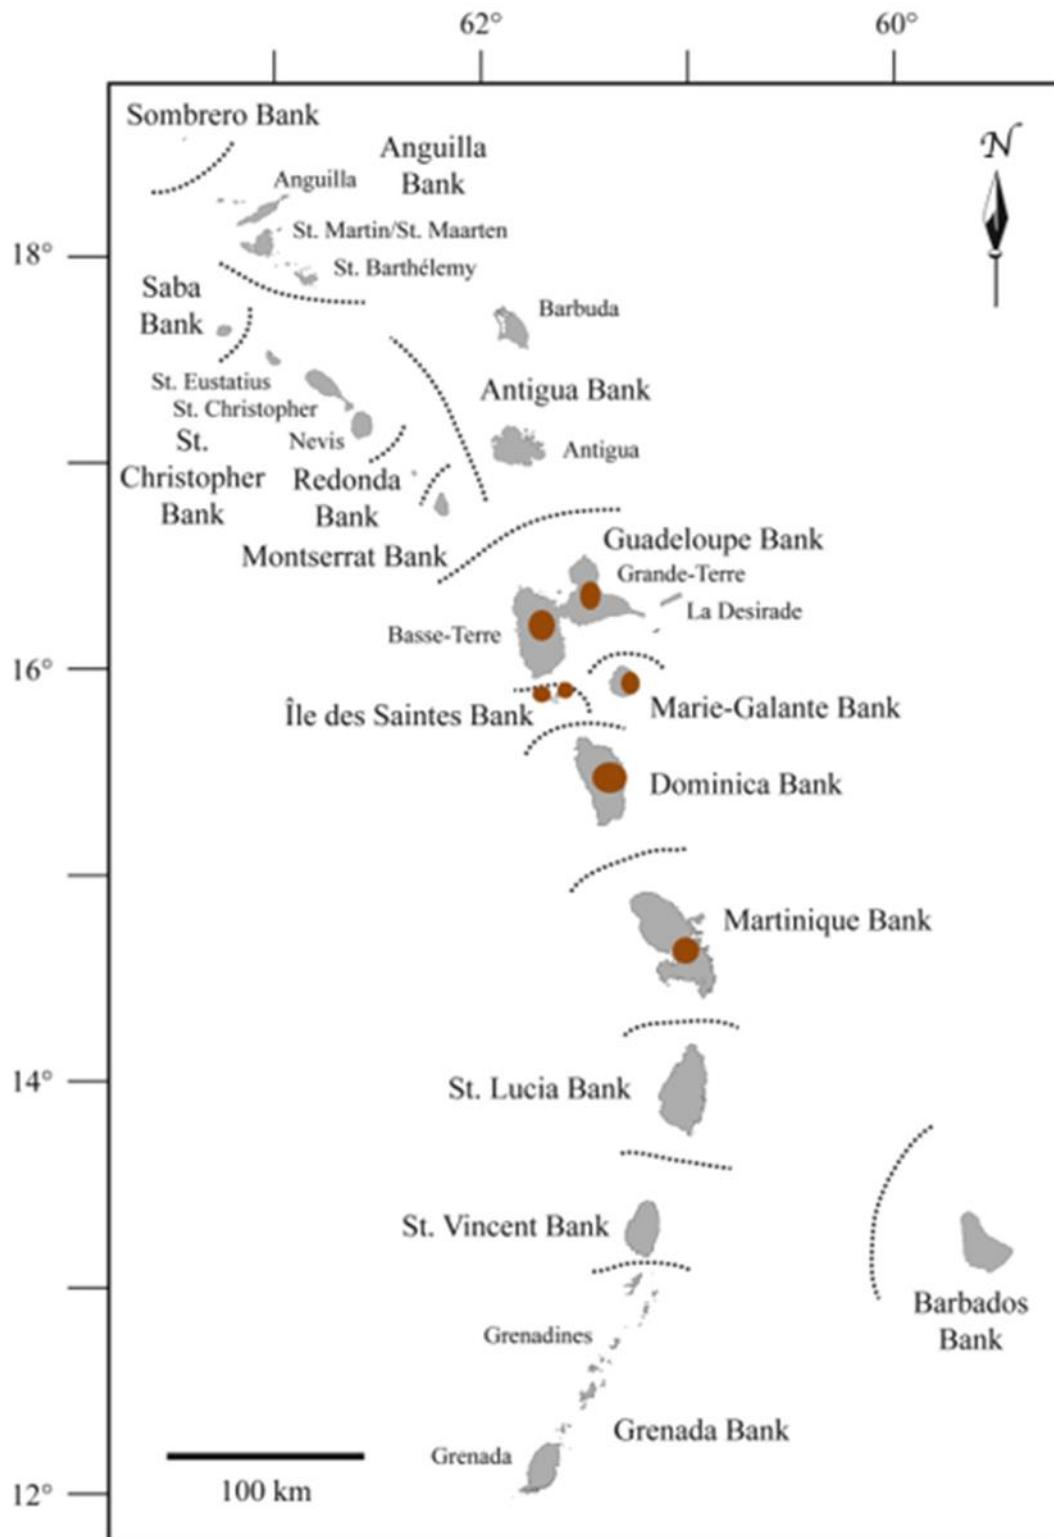 62°
60°
Sombrero Bank
Anguilla
Bank
N
Anguilla
St. Martin/St. Maarten
18°
St. Barthélemy
Saba
Bank
Barbuda
St. Eustatius
Antigua Bank
St. Christopher
St.
Christopher
Bank
Nevis
Antigua
Redonda
Bank
Montserrat Bank
Guadeloupe Bank
Grande-Terre
La Desirade
Basse-Terre
16°
Île des Saintes Bank
Marie-Galante Bank
Dominica Bank
Martinique Bank
14°
St. Lucia Bank
St. Vincent Bank
Barbados
Bank
Grenadines
Grenada Bank
Grenada
100 km
12°